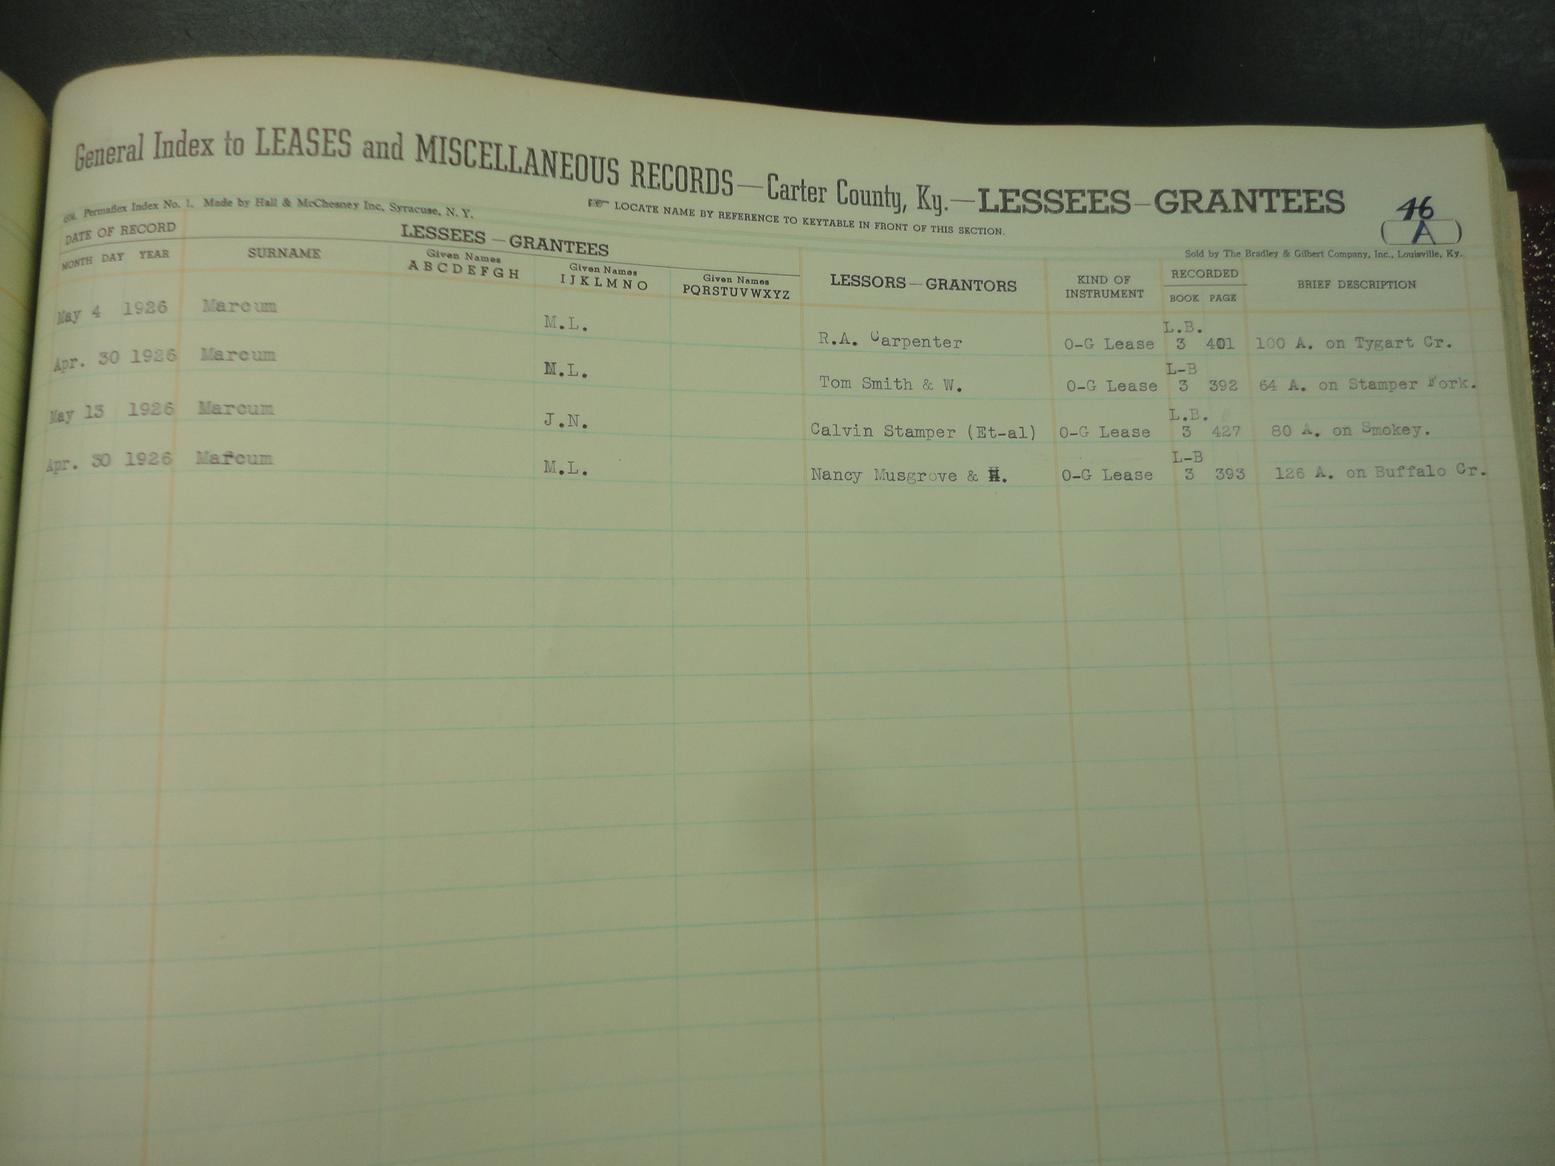 General Index to LEASES and MISCELLANEOUS RECORDS—Carter County, Ky.—LESSEES–GRANTEES
46
A
Permaflex Index No. 1. Made by Hall & McChesney Inc, Syracuse, N. Y.
LOCATE NAME BY REFERENCE TO KEYTABLE IN FRONT OF THIS SECTION.
Sold by The Bradley & Gilbert Company, Inc., Louisville, Ky.
DATE OF RECORD LESSEES–GRANTEES LESSORS–GRANTORS KIND OF INSTRUMENT RECORDED BRIEF DESCRIPTION
MONTH DAY YEAR SURNAME Given Names A B C D E F G H Given Names I J K L M N O Given Names PQRSTUVWXYZ BOOK PAGE
May 4 1926 Marcum M.L. R.A. Carpenter O-G Lease L.B. 3 401 100 A. on Tygart Cr.
Apr. 30 1926 Marcum M.L. Tom Smith & W. O-G Lease L-B 3 392 64 A. on Stamper Fork.
May 13 1926 Marcum J.N. Calvin Stamper (Et-al) O-G Lease L.B. 3 427 80 A. on Smokey.
Apr. 30 1926 Marcum M.L. Nancy Musgrove & H. O-G Lease L-B 3 393 126 A. on Buffalo Cr.